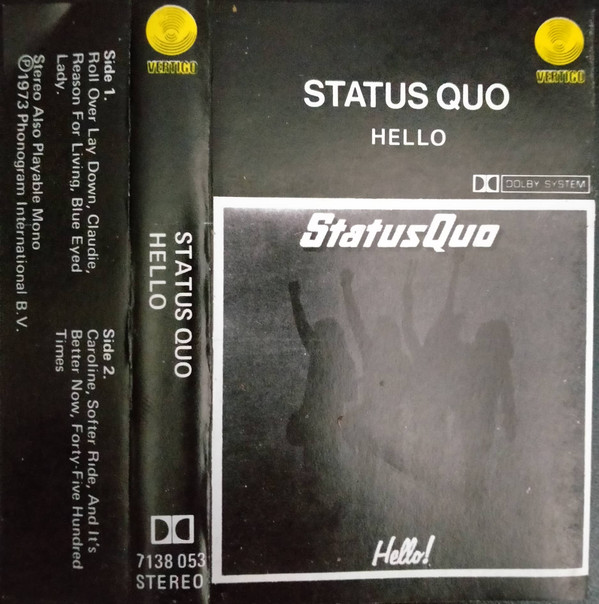 Side 1.
Roll Over Lay Down, Claudie,
Reason For Living, Blue Eyed
Lady.
Side 2.
Caroline, Softer Ride, And It's
Better Now, Forty-Five Hundred
Times
Stereo Also Playable Mono
℗1973 Phonogram International B.V.
VERTIGO
STATUS QUO
HELLO
7138 053
STEREO
VERTIGO
STATUS QUO
HELLO
DOLBY SYSTEM
StatusQuo
Hello!